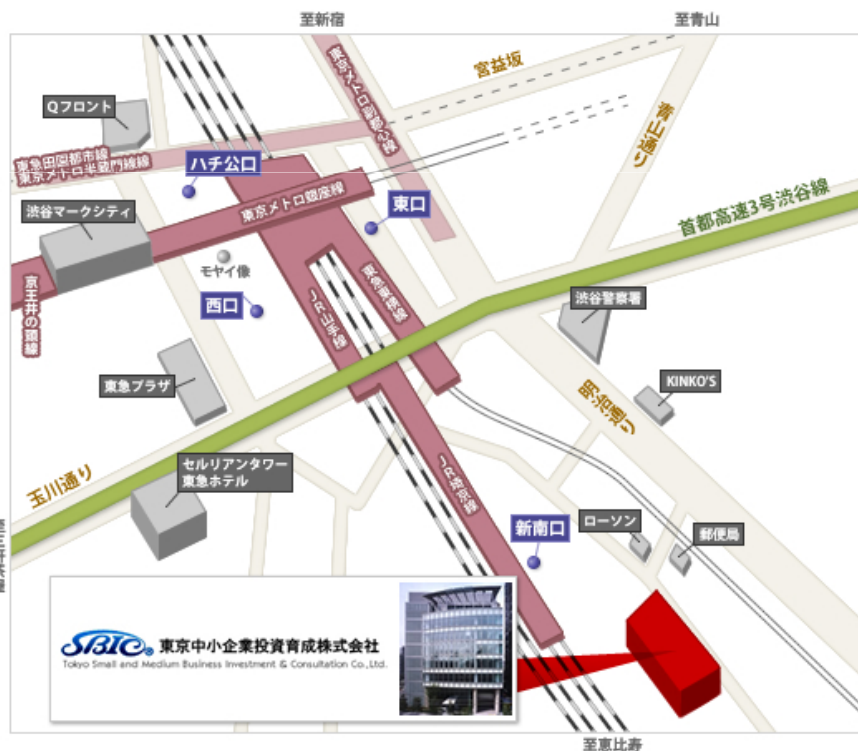 至新宿
至青山
東京メトロ副都心線
宮益坂
青山通り
Qフロント
東急田園都市線
東京メトロ半蔵門線線
ハチ公口
東京メトロ銀座線
東口
渋谷マークシティ
首都高速3号渋谷線
モヤイ像
京王井の頭線
西口
JR山手線
東急東横線
渋谷警察署
東急プラザ
KINKO'S
明治通り
玉川通り
セルリアンタワー
東急ホテル
JR埼京線
新南口
ローソン
郵便局
SBIC 東京中小企業投資育成株式会社
Tokyo Small and Medium Business Investment & Consultation Co.,Ltd.
至恵比寿